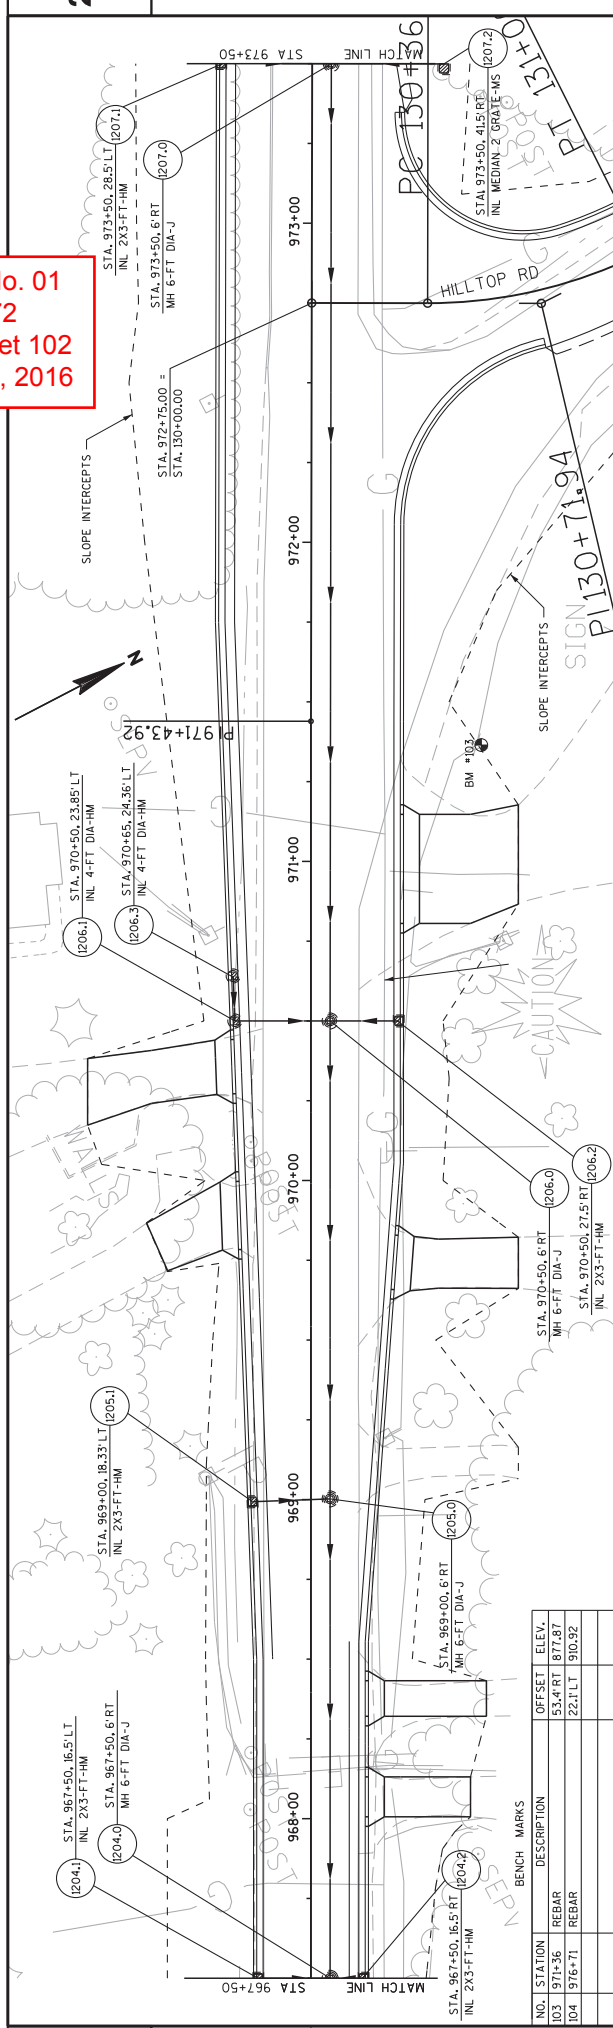 2
No. 01
72
et 102
, 2016
STA 973+50
MATCH LINE
1207.1
STA. 973+50, 28.5' LT
INL 2X3-FT-HM
1207.0
STA. 973+50, 6' RT
MH 6-FT DIA-J
1207.2
STA. 973+50, 41.5' RT
INL MEDIAN 2 GRATE-MS
PC 130+36
PT 131+0
POST
SEPV
973+00
HILLTOP RD
STA. 972+75.00 =
STA. 130+00.00
SLOPE INTERCEPTS
972+00
G
PI 130+71.94
SIGN
SLOPE INTERCEPTS
N
PI 971+43.92
SEPV
G
BM #103
971+00
1206.1
STA. 970+50, 23.85' LT
INL 4-FT DIA-HM
1206.3
STA. 970+65, 24.36' LT
INL 4-FT DIA-HM
CAUTION
G
970+00
1206.0
STA. 970+50, 6' RT
MH 6-FT DIA-J
1206.2
STA. 970+50, 27.5' RT
INL 2X3-FT-HM
1205.1
STA. 969+00, 18.33' LT
INL 2X3-FT-HM
969+00
1205.0
STA. 969+00, 6' RT
MH 6-FT DIA-J
1204.1
STA. 967+50, 16.5' LT
INL 2X3-FT-HM
1204.0
STA. 967+50, 6' RT
MH 6-FT DIA-J
968+00
POST
SEPV
G
1204.2
STA. 967+50, 16.5' RT
INL 2X3-FT-HM
STA 967+50
MATCH LINE
BENCH MARKS
NO. STATION DESCRIPTION OFFSET ELEV.
103 971+36 REBAR 53.4' RT 877.87
104 976+71 REBAR 22.1' LT 910.92